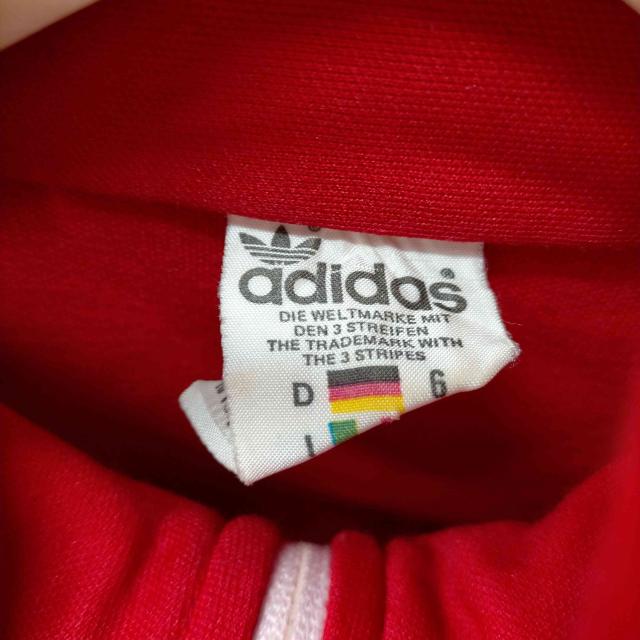 adidas
DIE WELTMARKE MIT
DEN 3 STREIFEN
THE TRADEMARK WITH
THE 3 STRIPES
D 6
I